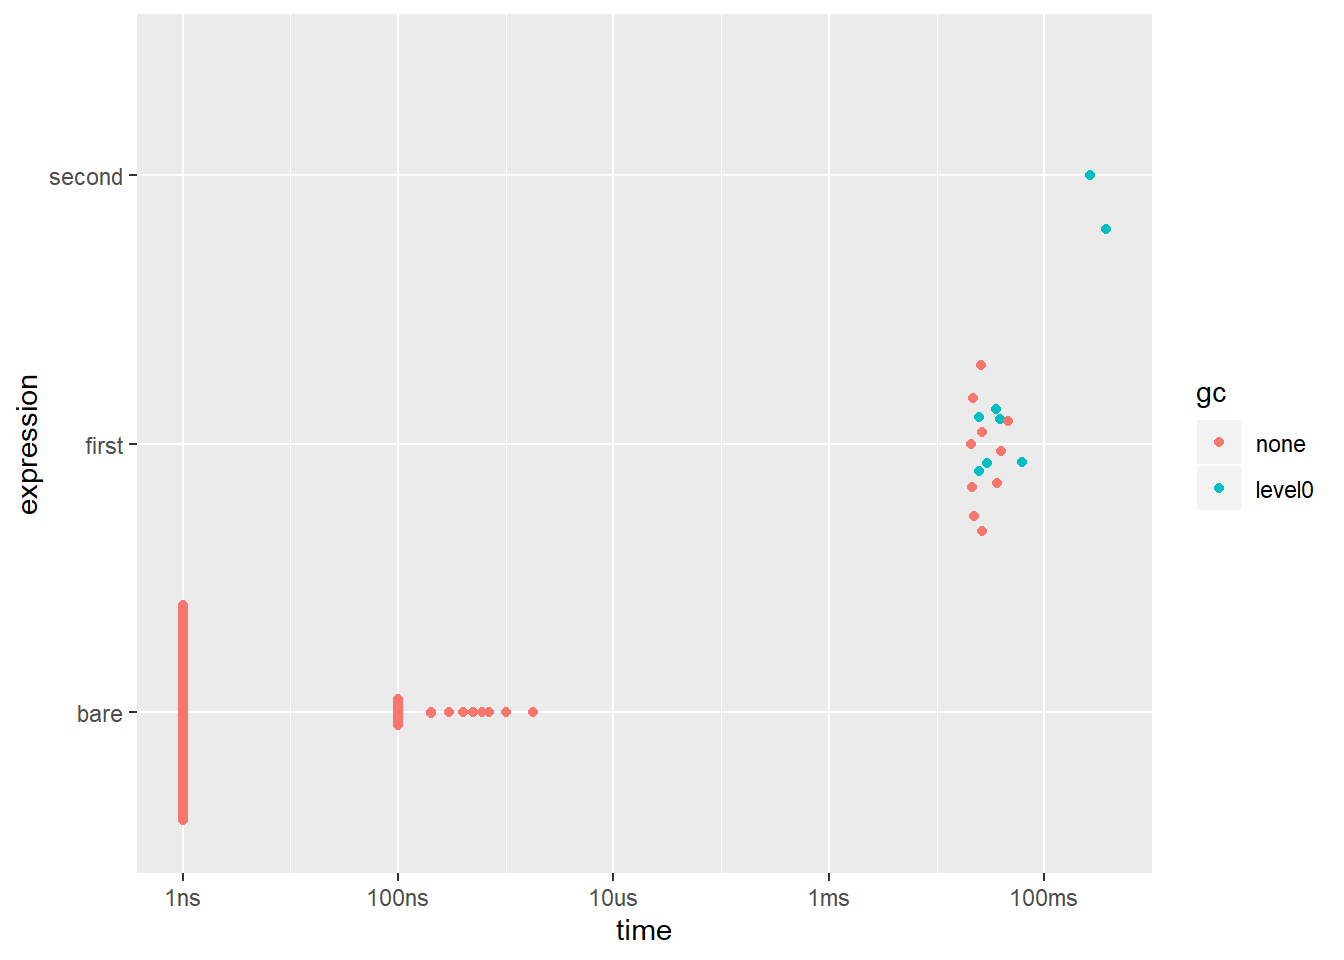 second
first
bare
expression
1ns
100ns
10us
1ms
100ms
time
gc
none
level0